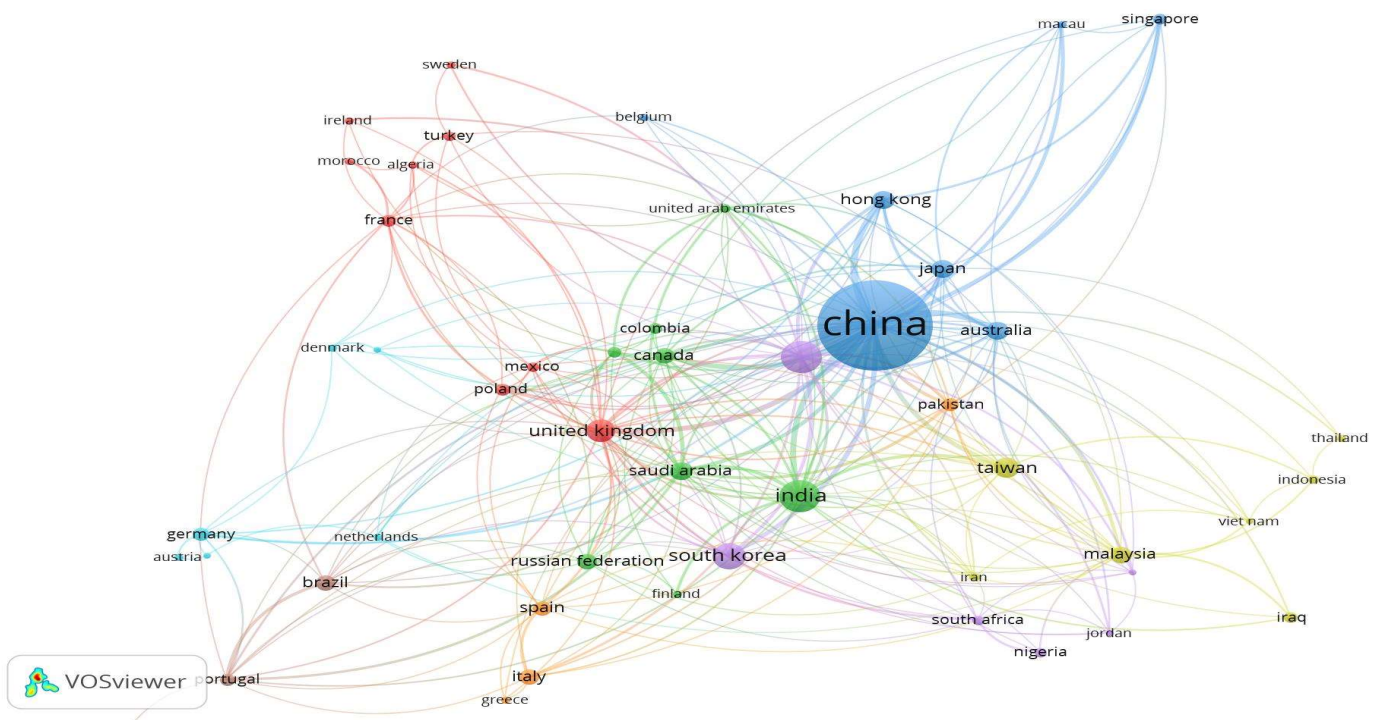 singapore
macau
sweden
belgium
ireland
turkey
morocco
algeria
hong kong
united arab emirates
france
japan
china
colombia
australia
denmark
canada
mexico
poland
pakistan
united kingdom
thailand
saudi arabia
taiwan
indonesia
india
viet nam
germany
netherlands
malaysia
austria
russian federation
south korea
iran
brazil
finland
spain
iraq
south africa
jordan
nigeria
italy
portugal
VOSviewer
greece